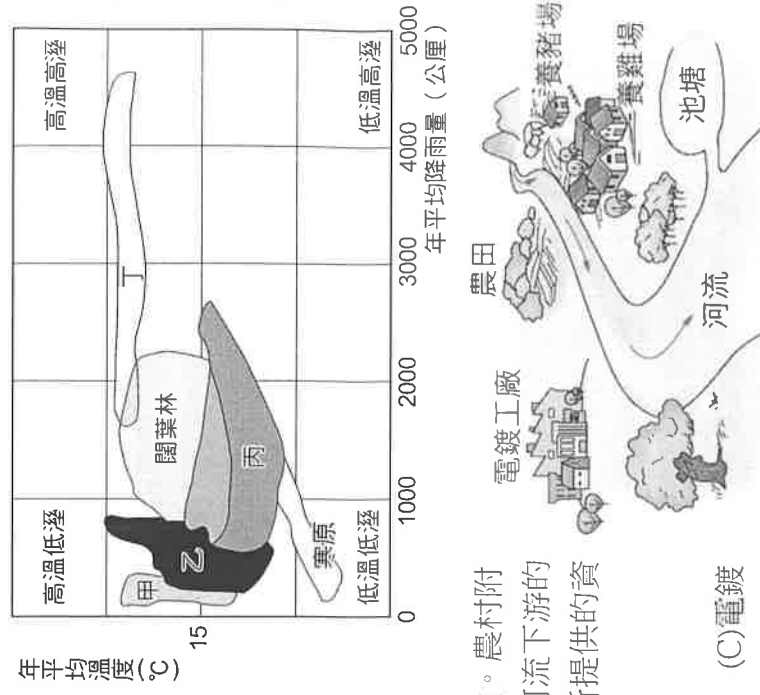 年平均溫度(℃)
高溫低溼
高溫高溼
甲
乙
15
闊葉林
丁
丙
寒原
低溫低溼
低溫高溼
0
1000
2000
3000
4000
5000
年平均降雨量(公厘)
電鍍工廠
農田
養豬場
養雞場
池塘
河流
。農村附
流下游的
提供的資
(C)電鍍